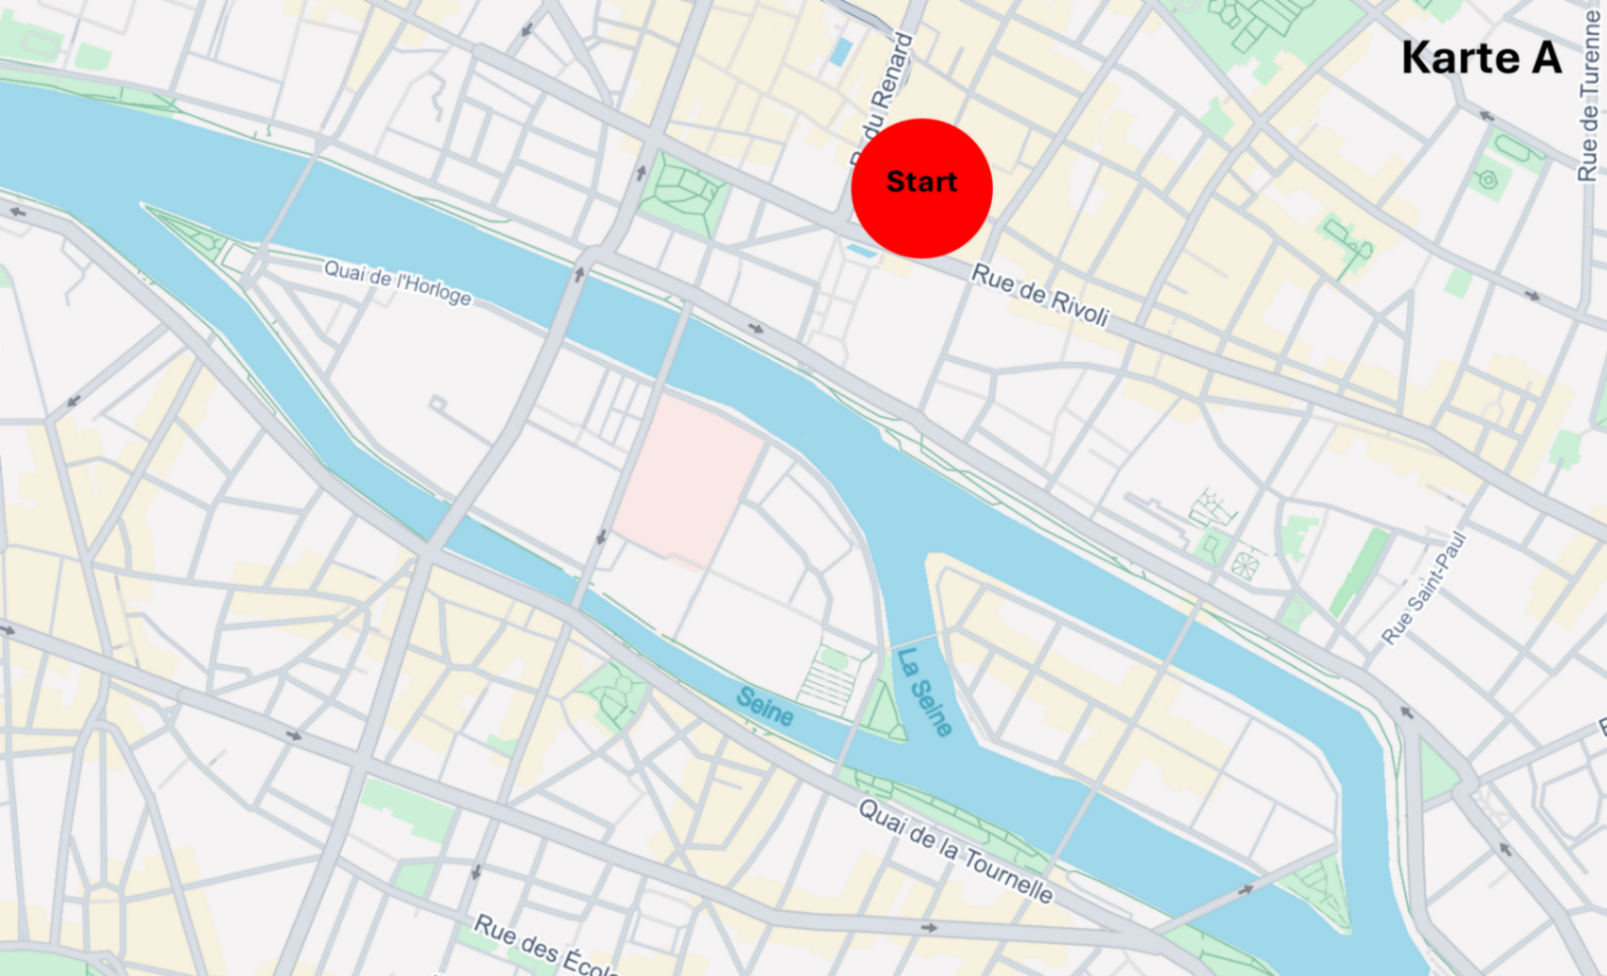 Karte A
Rue de Turenne
du Renard
Start
Quai de l'Horloge
Rue de Rivoli
Rue Saint-Paul
La Seine
Seine
Quai de la Tournelle
Rue des Écol